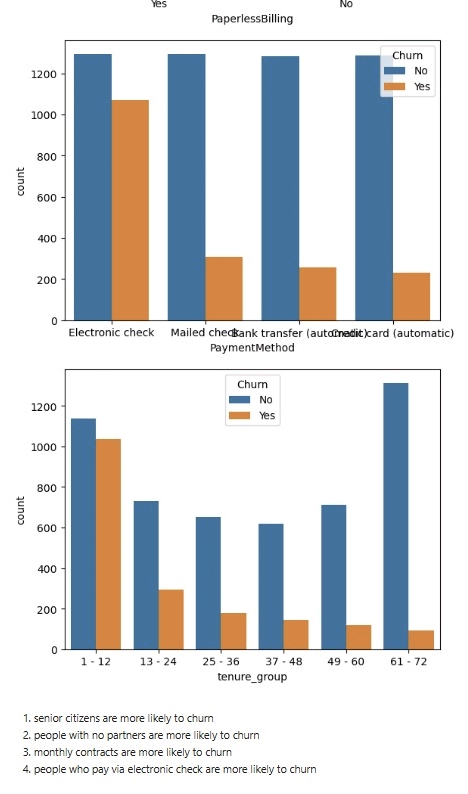 Yes No
PaperlessBilling
Churn
No
Yes
1200
1000
800
600
400
200
0
count
Electronic check Mailed check Bank transfer (automatic) Credit card (automatic)
PaymentMethod
Churn
No
Yes
1200
1000
800
600
400
200
0
count
1 - 12 13 - 24 25 - 36 37 - 48 49 - 60 61 - 72
tenure_group
1. senior citizens are more likely to churn
2. people with no partners are more likely to churn
3. monthly contracts are more likely to churn
4. people who pay via electronic check are more likely to churn